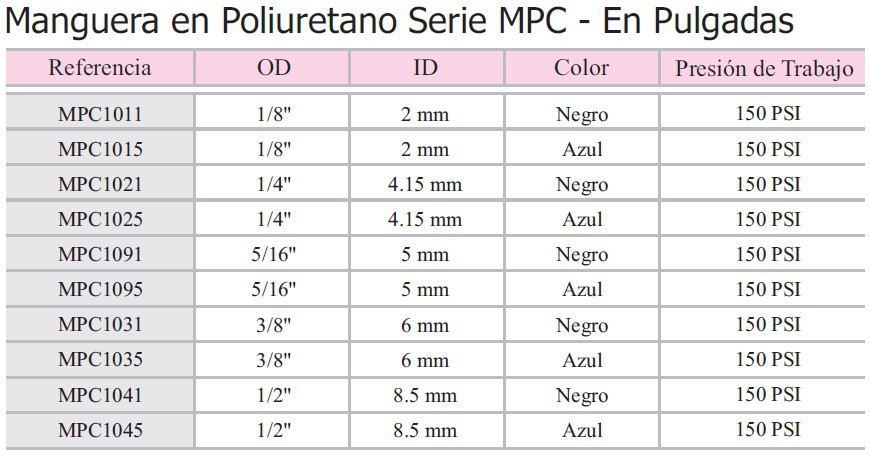 Manguera en Poliuretano Serie MPC - En Pulgadas
Referencia OD ID Color Presión de Trabajo
MPC1011 1/8" 2 mm Negro 150 PSI
MPC1015 1/8" 2 mm Azul 150 PSI
MPC1021 1/4" 4.15 mm Negro 150 PSI
MPC1025 1/4" 4.15 mm Azul 150 PSI
MPC1091 5/16" 5 mm Negro 150 PSI
MPC1095 5/16" 5 mm Azul 150 PSI
MPC1031 3/8" 6 mm Negro 150 PSI
MPC1035 3/8" 6 mm Azul 150 PSI
MPC1041 1/2" 8.5 mm Negro 150 PSI
MPC1045 1/2" 8.5 mm Azul 150 PSI